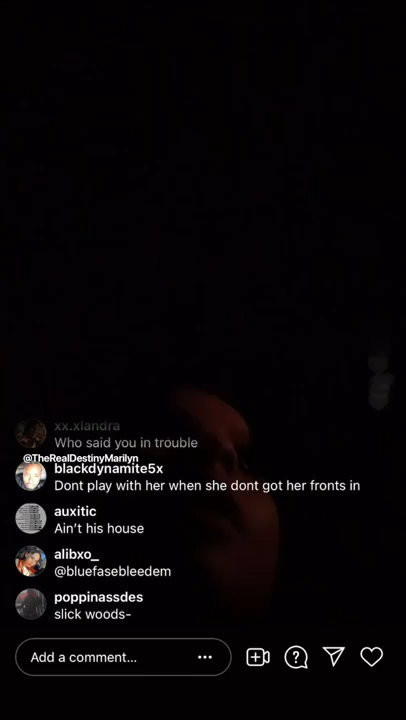 xx.xlandra
Who said you in trouble
@TheRealDestinyMarilyn
blackdynamite5x
Dont play with her when she dont got her fronts in
auxitic
Ain't his house
alibxo_
@bluefasebleedem
poppinassdes
slick woods-
Add a comment...